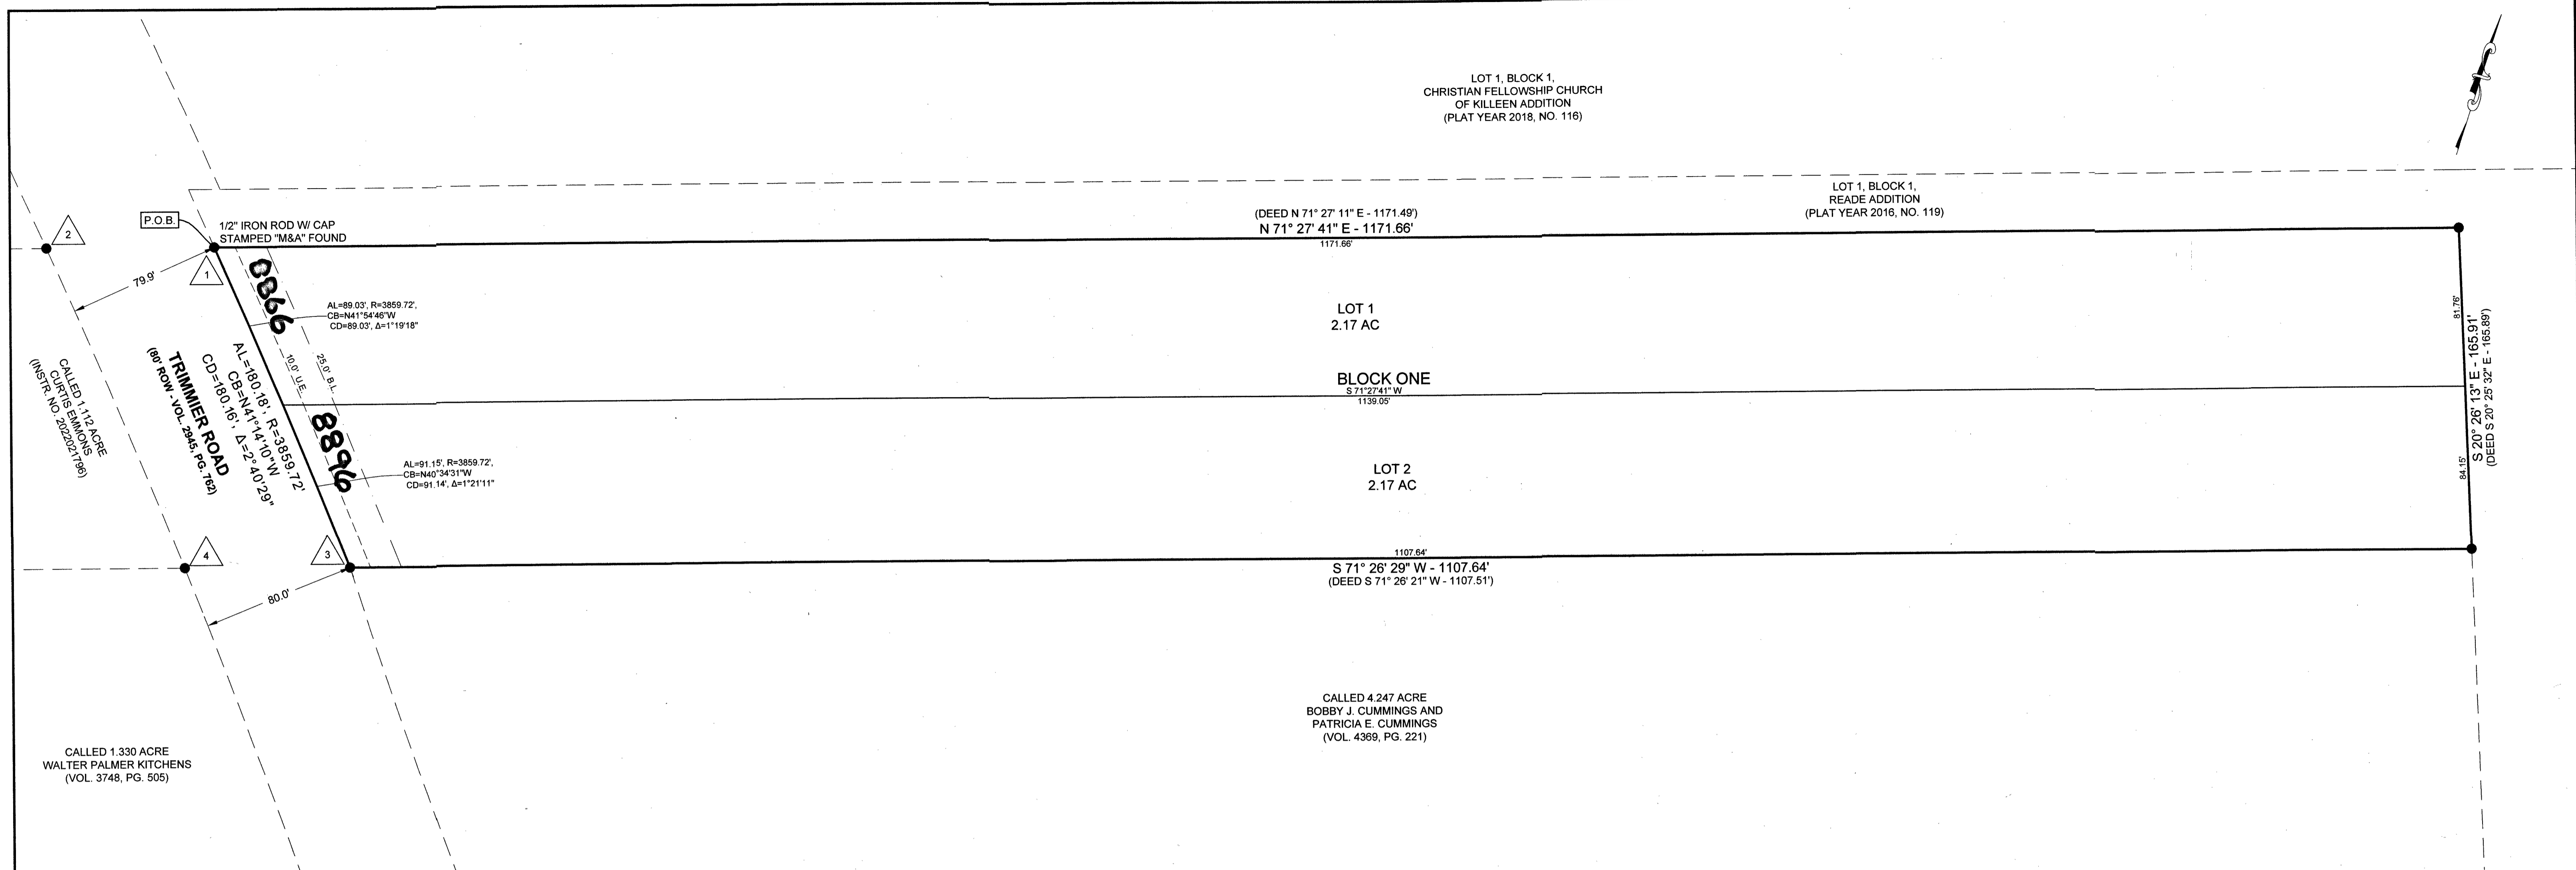 LOT 1, BLOCK 1,
CHRISTIAN FELLOWSHIP CHURCH
OF KILLEEN ADDITION
(PLAT YEAR 2018, NO. 116)
LOT 1, BLOCK 1,
READE ADDITION
(PLAT YEAR 2016, NO. 119)
P.O.B.
1/2" IRON ROD W/ CAP
STAMPED "M&A" FOUND
2
1
79.9'
(DEED N 71° 27' 11" E - 1171.49')
N 71° 27' 41" E - 1171.66'
1171.66'
8866
AL=89.03', R=3859.72',
CB=N41°54'46"W
CD=89.03', Δ=1°19'18"
LOT 1
2.17 AC
81.76'
S 20° 26' 13" E - 165.91'
(DEED S 20° 25' 32" E - 165.89')
84.15'
10.0' U.E.
25.0' B.L.
AL=180.18', R=3859.72'
CB=N41°14'10"W
CD=180.16', Δ=2°40'29"
TRIMMIER ROAD
(80' ROW - VOL. 2945, PG. 762)
CALLED 1.112 ACRE
CURTIS EMMONS
(INSTR. NO. 2022021796)
BLOCK ONE
S 71°27'41" W
1139.05'
8896
AL=91.15', R=3859.72',
CB=N40°34'31"W
CD=91.14', Δ=1°21'11"
LOT 2
2.17 AC
4
3
80.0'
1107.64'
S 71° 26' 29" W - 1107.64'
(DEED S 71° 26' 21" W - 1107.51')
CALLED 4.247 ACRE
BOBBY J. CUMMINGS AND
PATRICIA E. CUMMINGS
(VOL. 4369, PG. 221)
CALLED 1.330 ACRE
WALTER PALMER KITCHENS
(VOL. 3748, PG. 505)